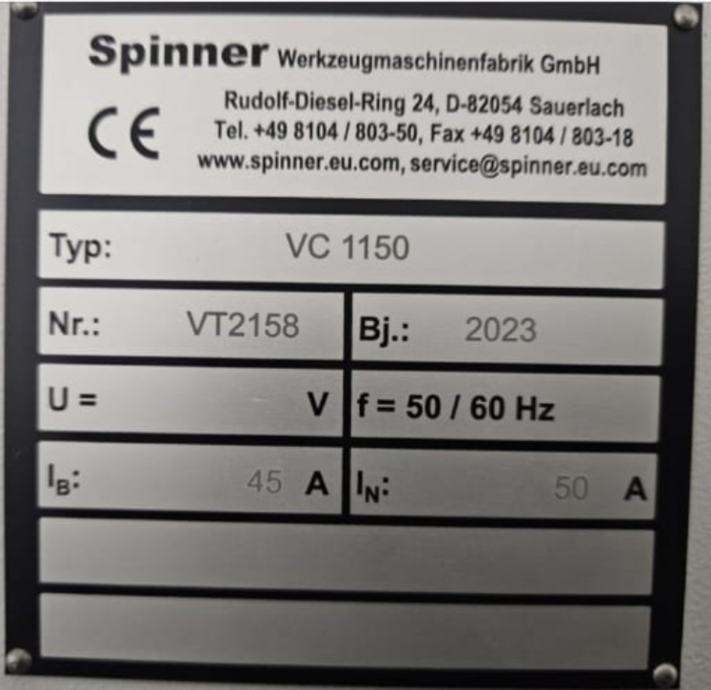 Spinner Werkzeugmaschinenfabrik GmbH
Rudolf-Diesel-Ring 24, D-82054 Sauerlach
CE
Tel. +49 8104 / 803-50, Fax +49 8104 / 803-18
www.spinner.eu.com, service@spinner.eu.com
Typ: VC 1150
Nr.: VT2158 Bj.: 2023
U = V f = 50 / 60 Hz
IB: 45 A IN: 50 A